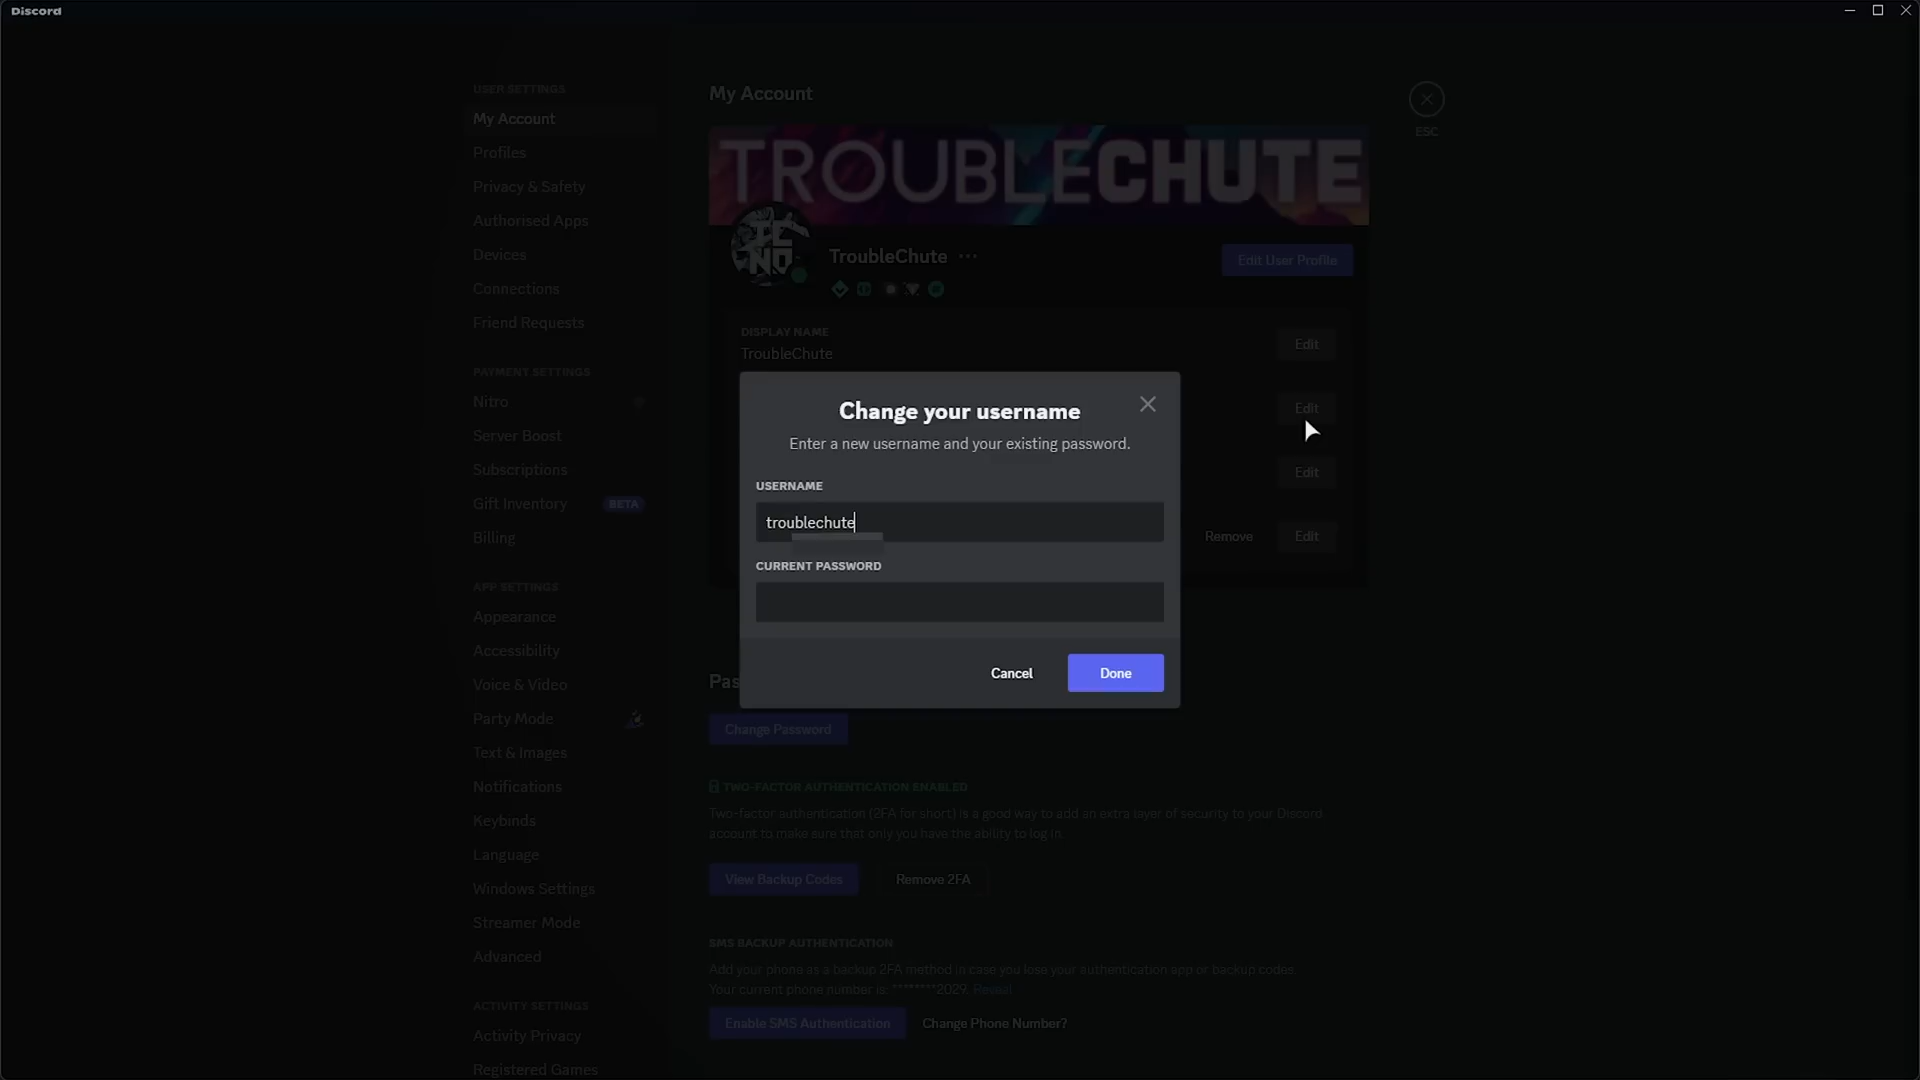 Discord
USER SETTINGS
My Account
Profiles
Privacy & Safety
Authorised Apps
Devices
Connections
Friend Requests
PAYMENT SETTINGS
Nitro
Server Boost
Subscriptions
Gift Inventory BETA
Billing
APP SETTINGS
Appearance
Accessibility
Voice & Video
Party Mode
Text & Images
Notifications
Keybinds
Language
Windows Settings
Streamer Mode
Advanced
ACTIVITY SETTINGS
Activity Privacy
Registered Games
My Account
ESC
TROUBLECHUTE
TC
NO
TroubleChute ...
Edit User Profile
DISPLAY NAME
TroubleChute
Edit
Edit
Edit
Remove Edit
Change your username
Enter a new username and your existing password.
USERNAME
troublechute
CURRENT PASSWORD
Cancel Done
Pas
Change Password
TWO-FACTOR AUTHENTICATION ENABLED
Two-factor authentication (2FA for short) is a good way to add an extra layer of security to your Discord
account to make sure that only you have the ability to log in.
View Backup Codes Remove 2FA
SMS BACKUP AUTHENTICATION
Add your phone as a backup 2FA method in case you lose your authentication app or backup codes.
Your current phone number is: ********2029. Reveal
Enable SMS Authentication Change Phone Number?